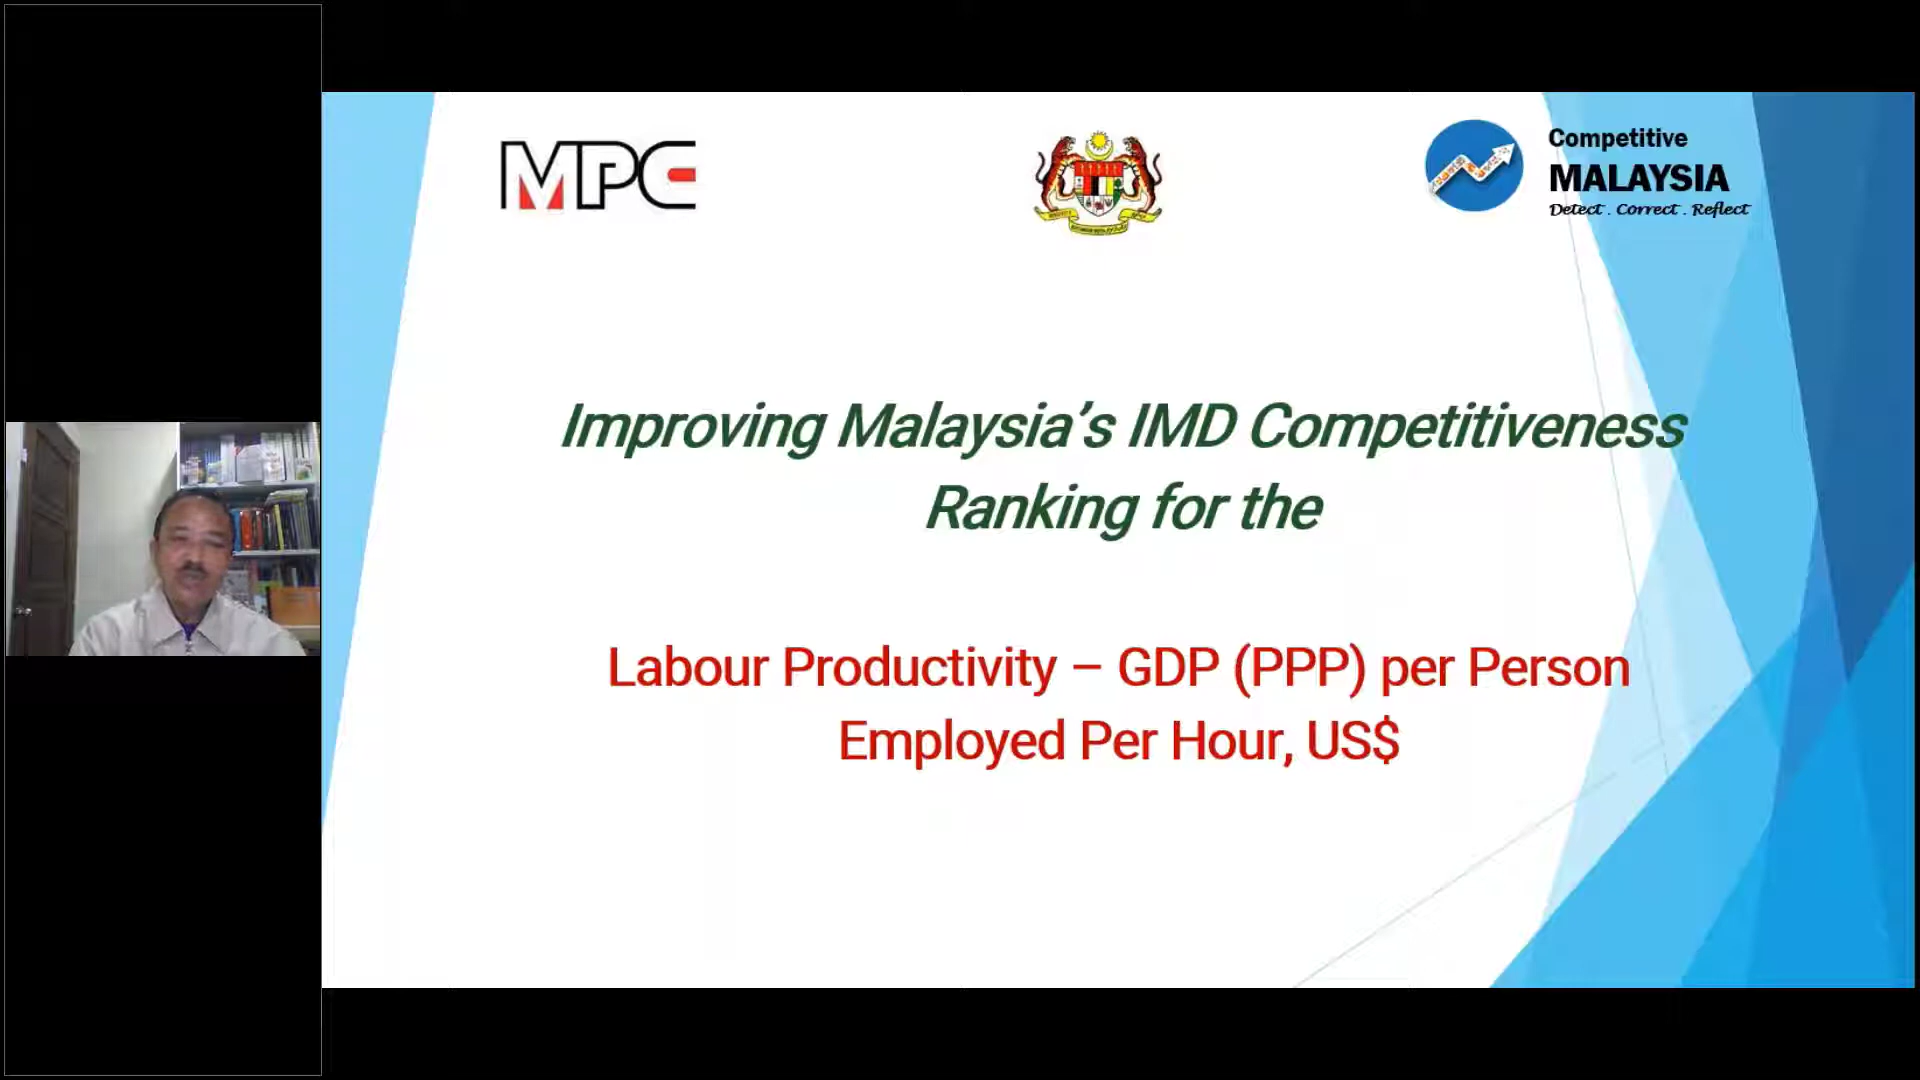 MPC
Competitive
MALAYSIA
Detect . Correct . Reflect
Improving Malaysia’s IMD Competitiveness
Ranking for the
Labour Productivity – GDP (PPP) per Person
Employed Per Hour, US$